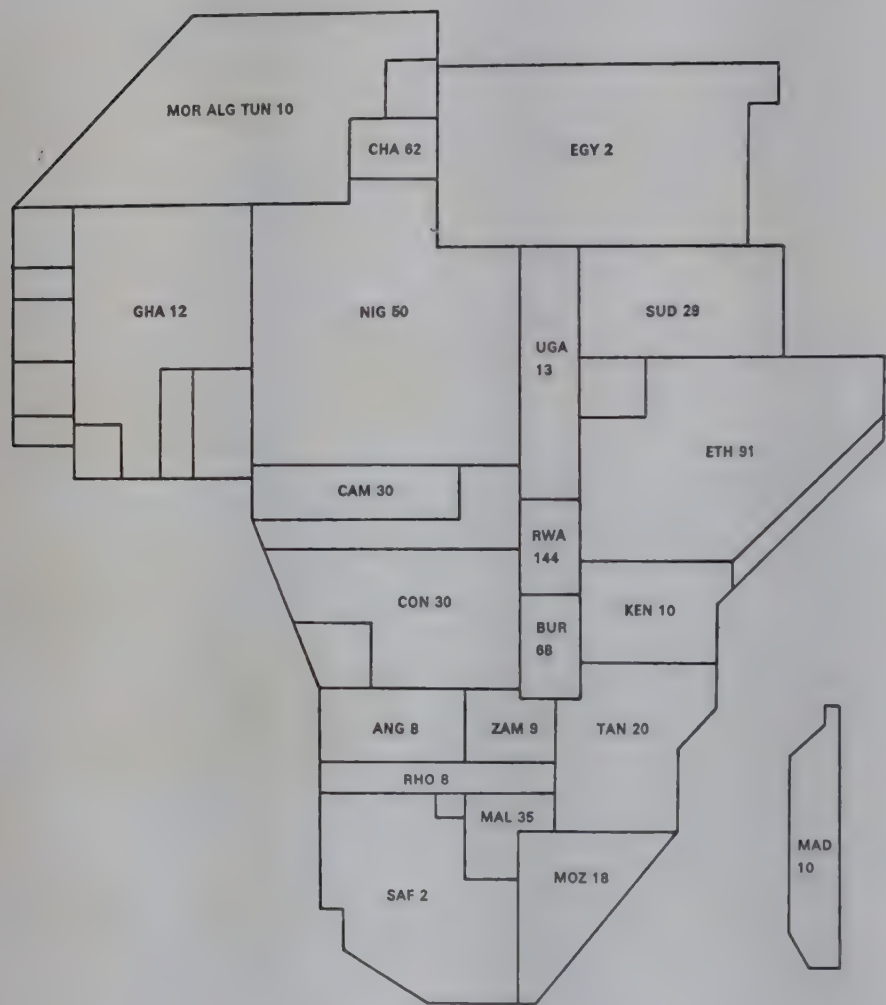 MOR ALG TUN 10
CHA 62
EGY 2
GHA 12
NIG 50
SUD 29
UGA
13
ETH 91
CAM 30
RWA
144
CON 30
KEN 10
BUR
68
ANG 8
ZAM 9
TAN 20
RHO 8
MAL 35
MAD
10
MOZ 18
SAF 2